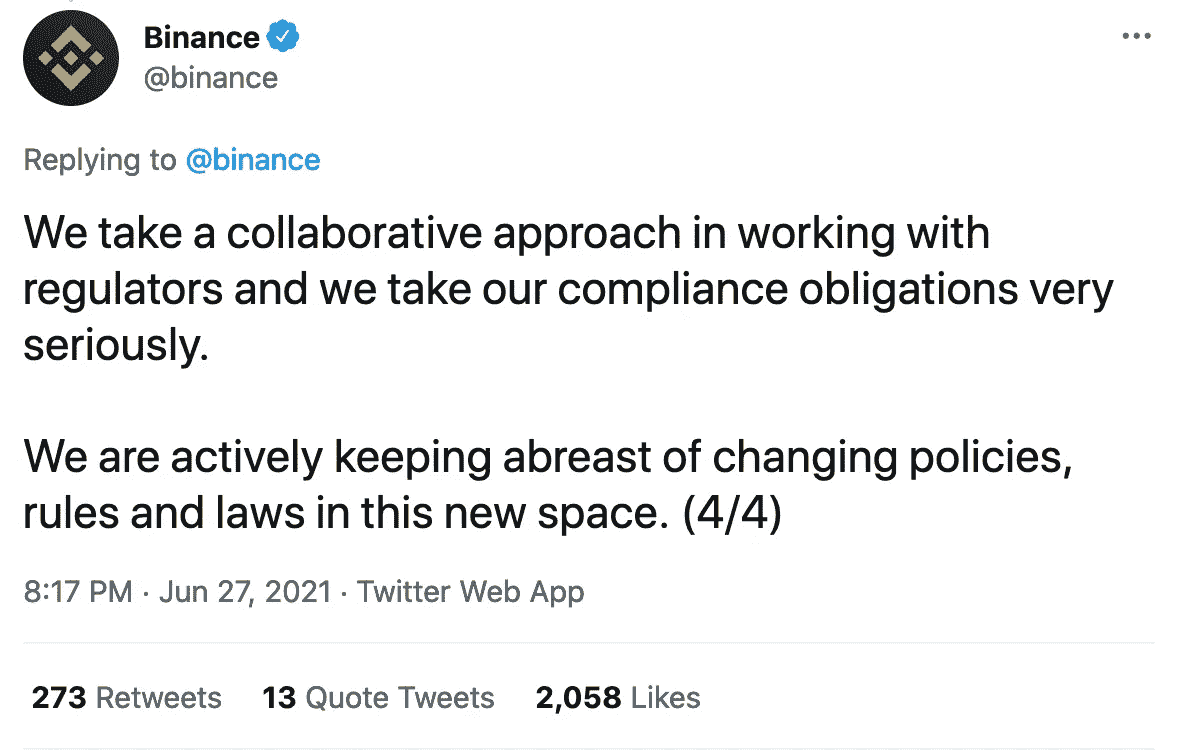 Binance
@binance
Replying to @binance
We take a collaborative approach in working with
regulators and we take our compliance obligations very
seriously.
We are actively keeping abreast of changing policies,
rules and laws in this new space. (4/4)
8:17 PM · Jun 27, 2021 · Twitter Web App
273 Retweets 13 Quote Tweets 2,058 Likes